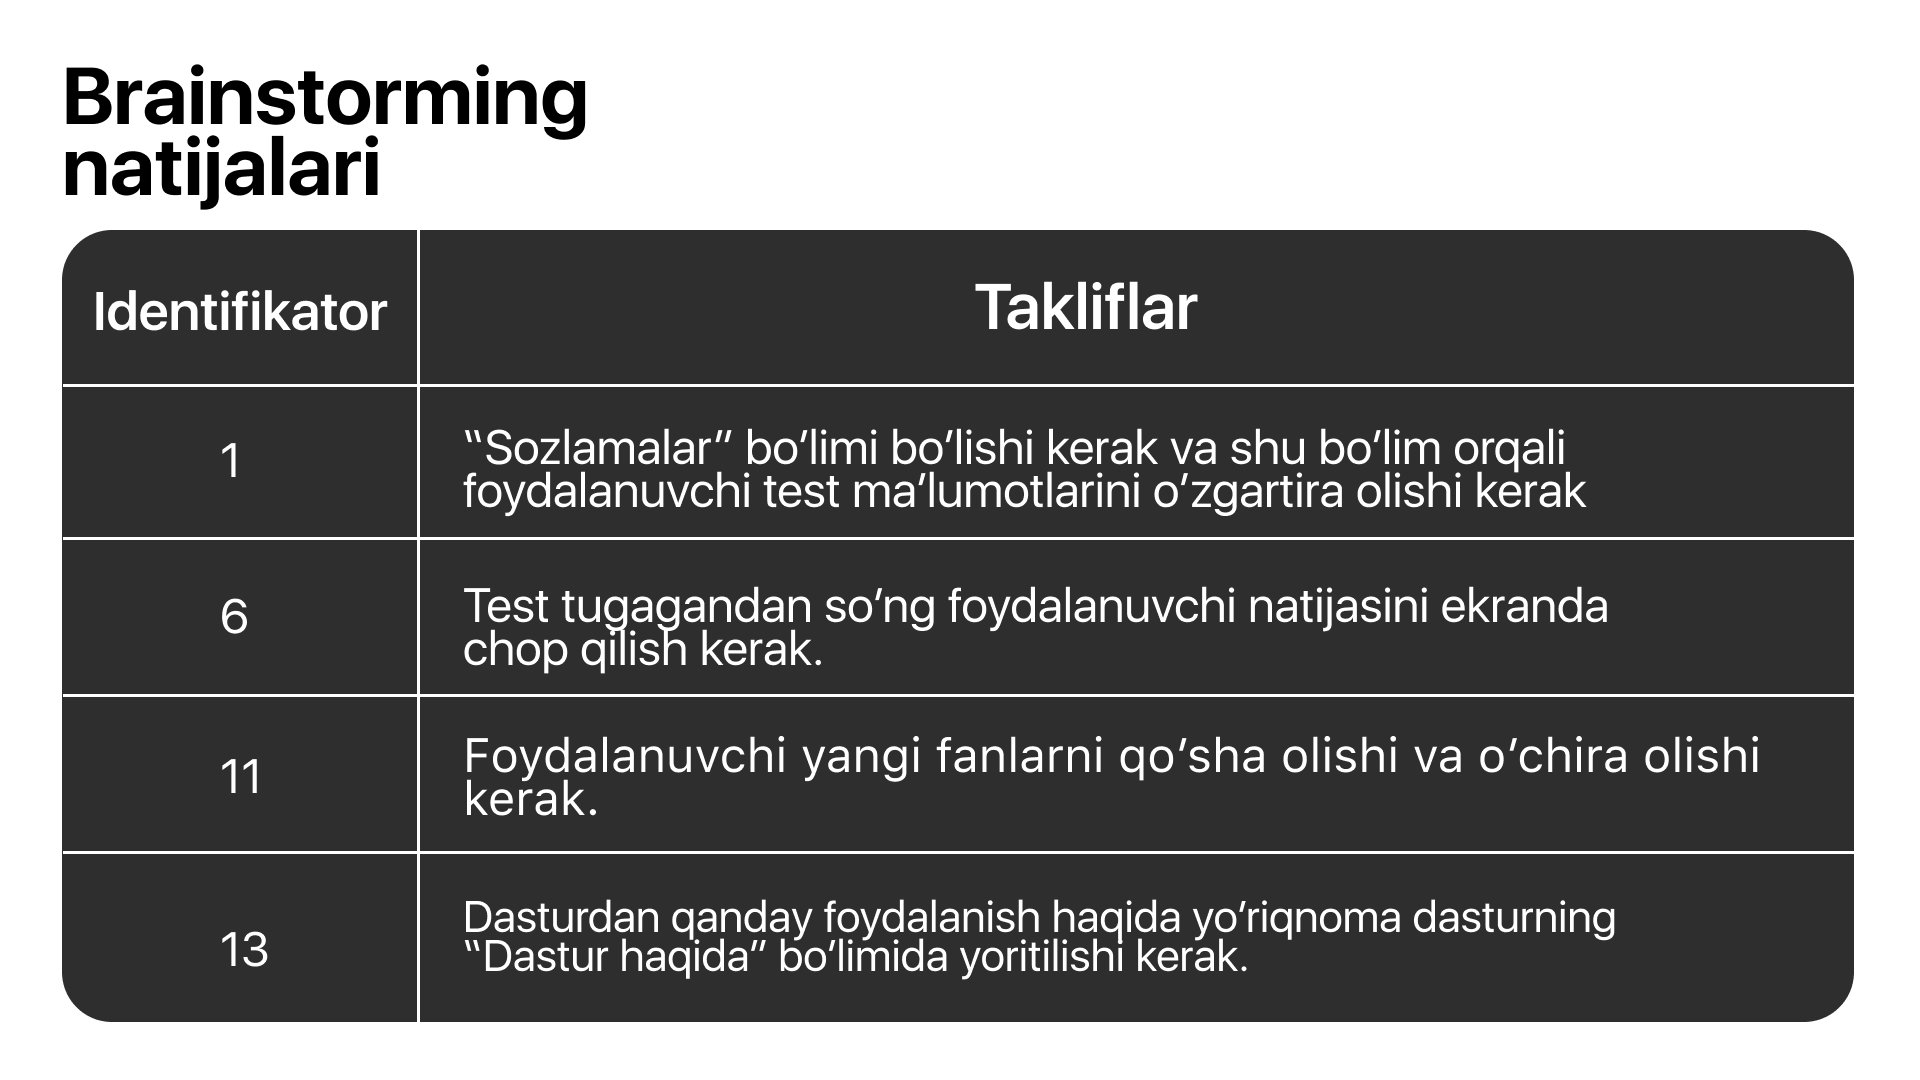 Brainstorming
natijalari
Identifikator
Takliflar
1
“Sozlamalar” bo’limi bo’lishi kerak va shu bo’lim orqali
foydalanuvchi test ma’lumotlarini o’zgartira olishi kerak
6
Test tugagandan so’ng foydalanuvchi natijasini ekranda
chop qilish kerak.
11
Foydalanuvchi yangi fanlarni qo’sha olishi va o’chira olishi
kerak.
13
Dasturdan qanday foydalanish haqida yo’riqnoma dasturning
“Dastur haqida” bo’limida yoritilishi kerak.